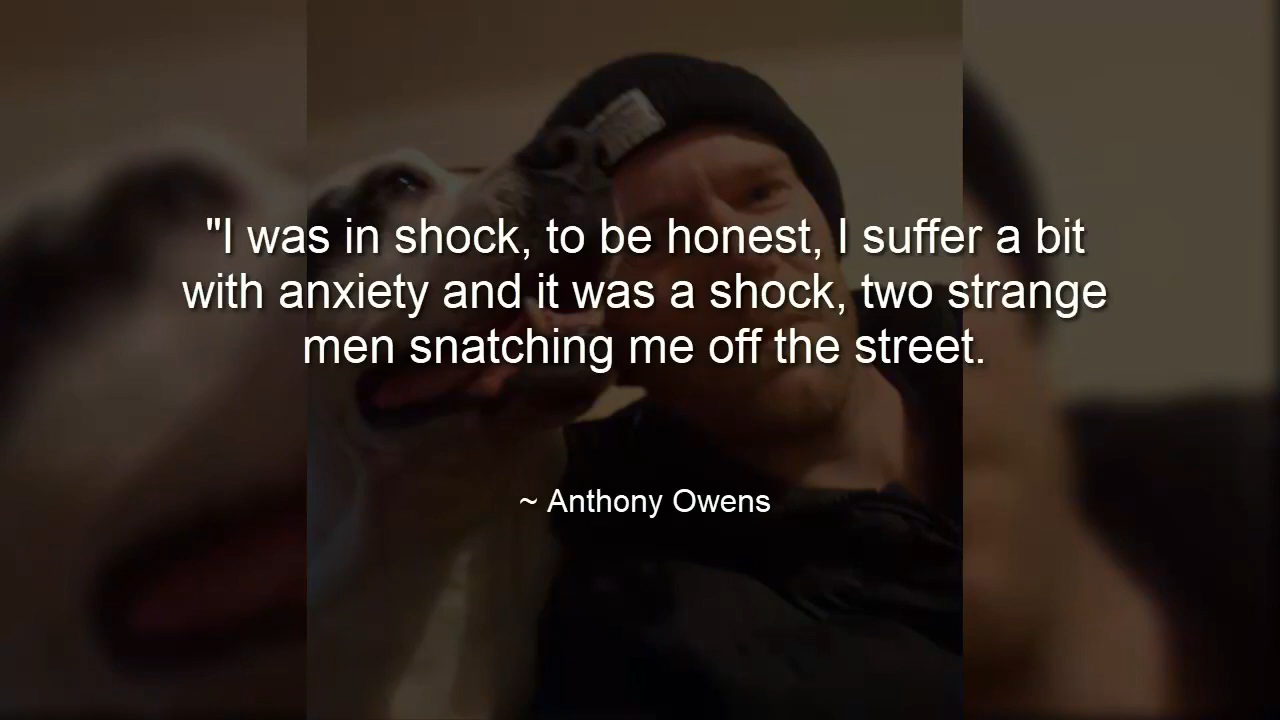 "I was in shock, to be honest, I suffer a bit
with anxiety and it was a shock, two strange
men snatching me off the street.
~ Anthony Owens